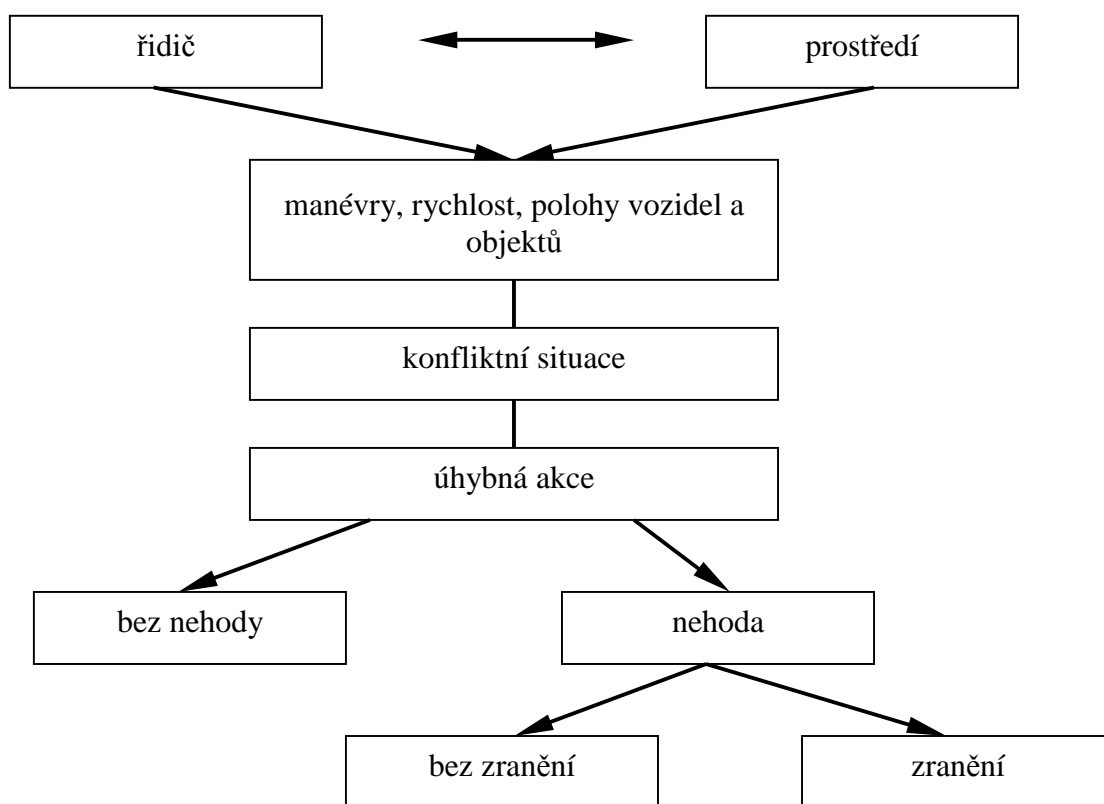 řidič
prostředí
manévry, rychlost, polohy vozidel a
objektů
konfliktní situace
úhybná akce
bez nehody
nehoda
bez zranění
zranění